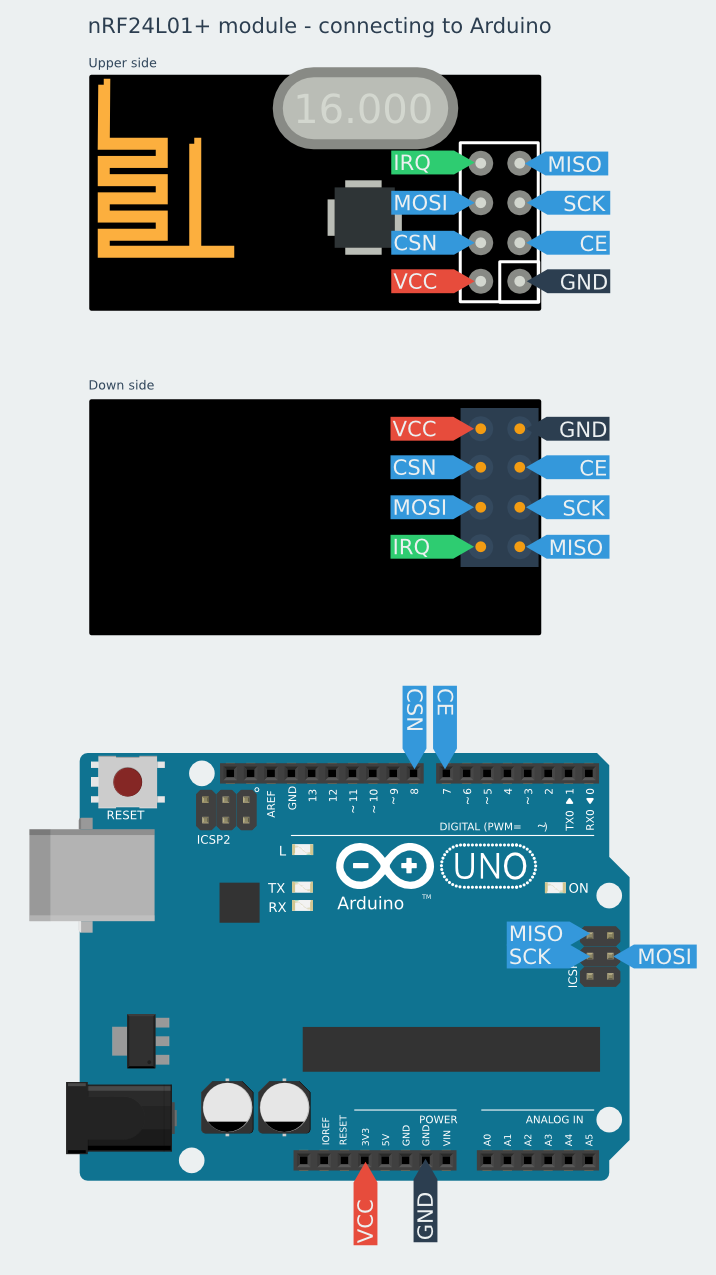 nRF24L01+ module - connecting to Arduino
Upper side
16.000
IRQ MISO
MOSI SCK
CSN CE
VCC GND
Down side
VCC GND
CSN CE
MOSI SCK
IRQ MISO
CSN CE
RESET
ICSP2
AREF GND 13 12 ~11 ~10 ~9 8 7 ~6 ~5 4 ~3 2 TX0 ▶ 1 RX0 ◀ 0
DIGITAL (PWM= ~)
L
TX
RX
UNO
ON
Arduino ™
MISO
SCK MOSI
POWER ANALOG IN
IOREF RESET 3V3 5V GND GND VIN A0 A1 A2 A3 A4 A5
VCC GND